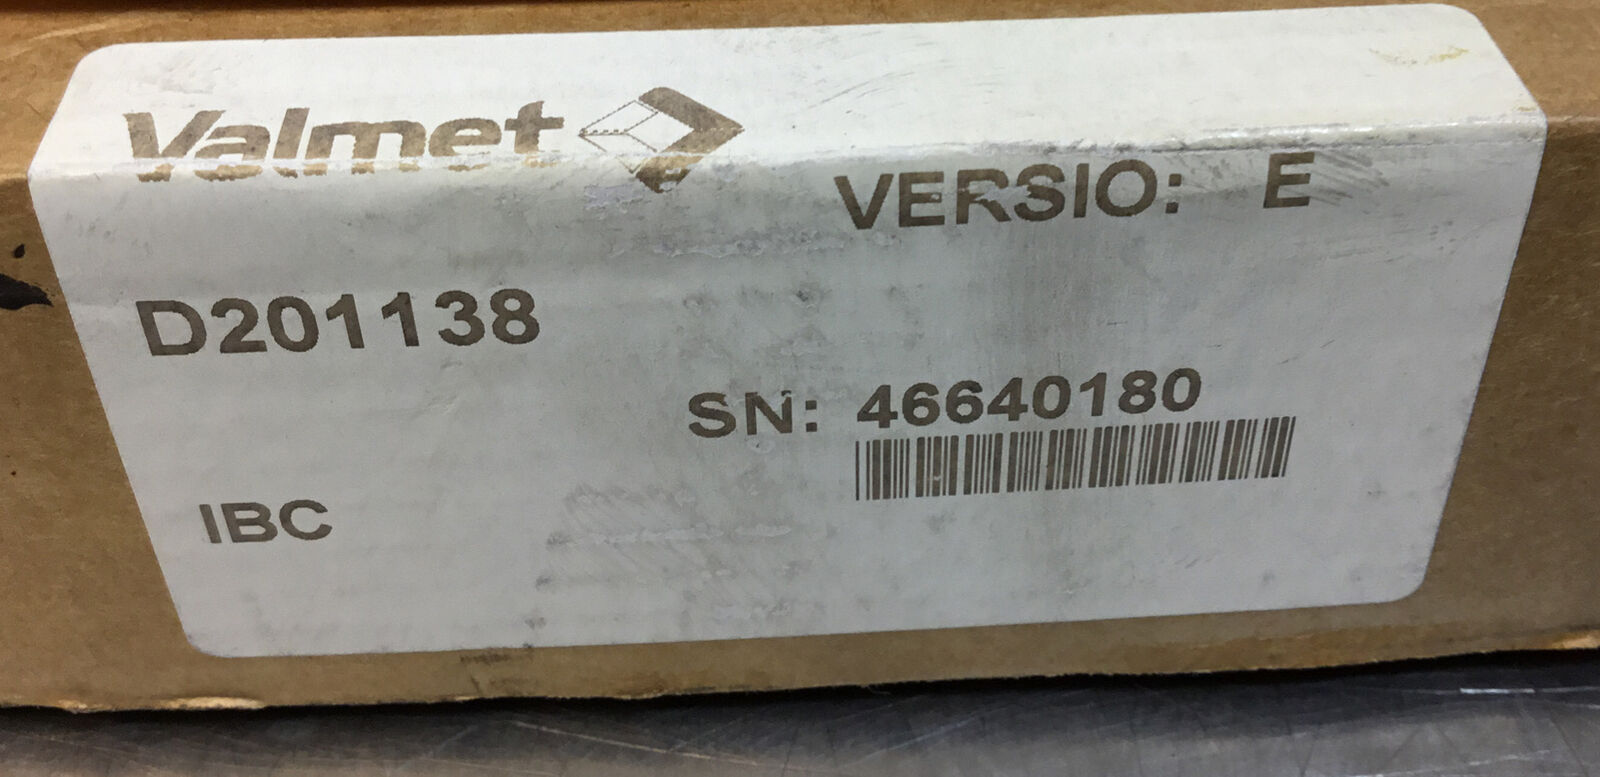 Valmet
VERSIO: E
D201138
SN: 46640180
IBC